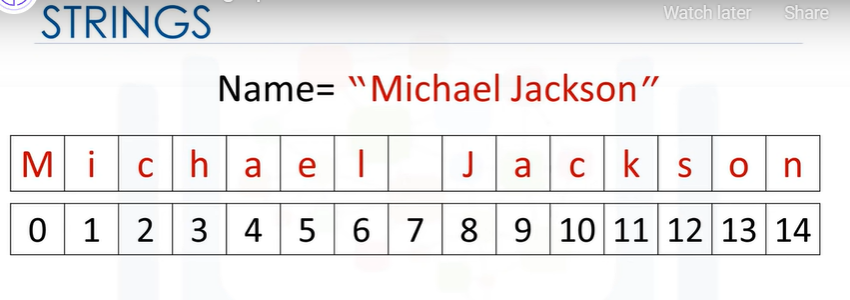 STRINGS
Watch later Share
Name= “Michael Jackson”
M i c h a e l J a c k s o n
0 1 2 3 4 5 6 7 8 9 10 11 12 13 14